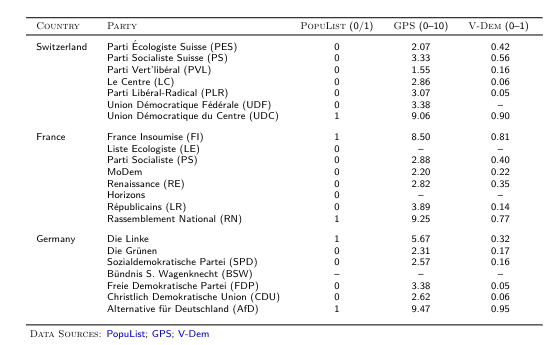 COUNTRY PARTY POPULIST (0/1) GPS (0–10) V-DEM (0–1)
Switzerland Parti Écologiste Suisse (PES) 0 2.07 0.42
Parti Socialiste Suisse (PS) 0 3.33 0.56
Parti Vert'libéral (PVL) 0 1.55 0.16
Le Centre (LC) 0 2.86 0.06
Parti Libéral-Radical (PLR) 0 3.07 0.05
Union Démocratique Fédérale (UDF) 0 3.38 –
Union Démocratique du Centre (UDC) 1 9.06 0.90
France France Insoumise (FI) 1 8.50 0.81
Liste Ecologiste (LE) 0 – –
Parti Socialiste (PS) 0 2.88 0.40
MoDem 0 2.20 0.22
Renaissance (RE) 0 2.82 0.35
Horizons 0 – –
Républicains (LR) 0 3.89 0.14
Rassemblement National (RN) 1 9.25 0.77
Germany Die Linke 1 5.67 0.32
Die Grünen 0 2.31 0.17
Sozialdemokratische Partei (SPD) 0 2.57 0.16
Bündnis S. Wagenknecht (BSW) – – –
Freie Demokratische Partei (FDP) 0 3.38 0.05
Christlich Demokratische Union (CDU) 0 2.62 0.06
Alternative für Deutschland (AfD) 1 9.47 0.95
DATA SOURCES: PopuList; GPS; V-Dem